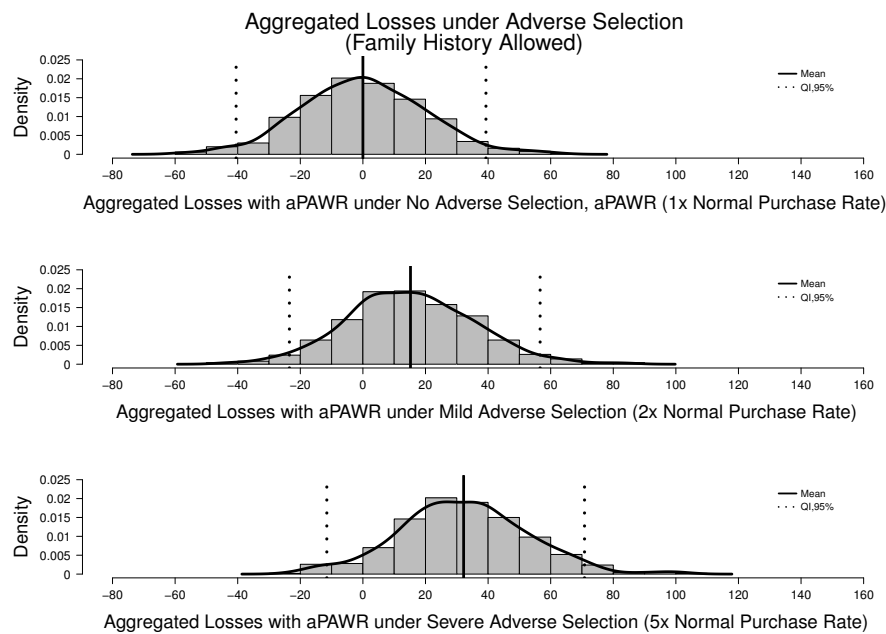 Aggregated Losses under Adverse Selection
(Family History Allowed)
Density
0.025
0.02
0.015
0.01
0.005
0
Mean
QI,95%
−80 −60 −40 −20 0 20 40 60 80 100 120 140 160
Aggregated Losses with aPAWR under No Adverse Selection, aPAWR (1x Normal Purchase Rate)
Density
0.025
0.02
0.015
0.01
0.005
0
Mean
QI,95%
−80 −60 −40 −20 0 20 40 60 80 100 120 140 160
Aggregated Losses with aPAWR under Mild Adverse Selection (2x Normal Purchase Rate)
Density
0.025
0.02
0.015
0.01
0.005
0
Mean
QI,95%
−80 −60 −40 −20 0 20 40 60 80 100 120 140 160
Aggregated Losses with aPAWR under Severe Adverse Selection (5x Normal Purchase Rate)